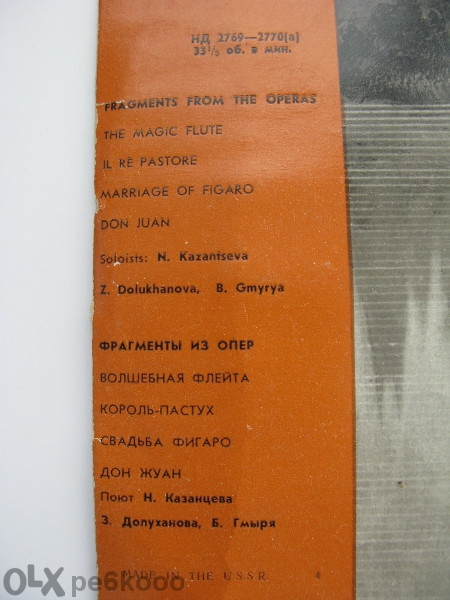 НД 2769—2770(а)
33⅓ об. в мин.
FRAGMENTS FROM THE OPERAS
THE MAGIC FLUTE
IL RÈ PASTORE
MARRIAGE OF FIGARO
DON JUAN
Soloists: N. Kazantseva
Z. Dolukhanova, B. Gmyrya
ФРАГМЕНТЫ ИЗ ОПЕР
ВОЛШЕБНАЯ ФЛЕЙТА
КОРОЛЬ-ПАСТУХ
СВАДЬБА ФИГАРО
ДОН ЖУАН
Поют Н. Казанцева
З. Долуханова, Б. Гмыря
MADE IN THE U.S.S.R. 4
OLX pe6kooo